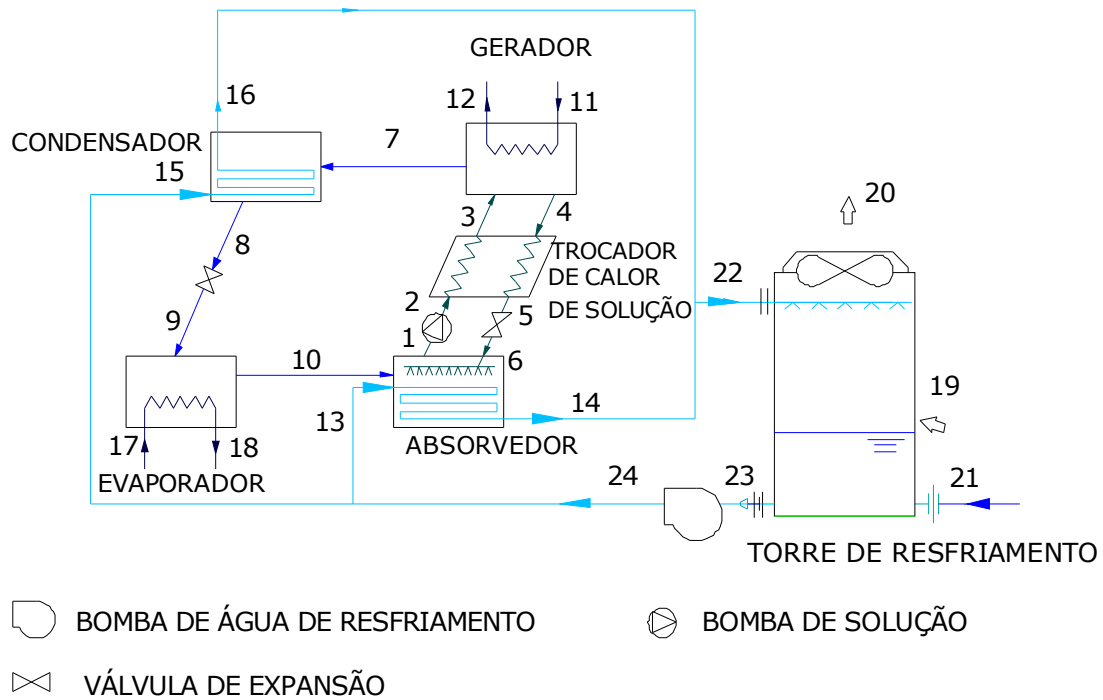 GERADOR
16
12
11
CONDENSADOR
7
15
3
4
20
8
TROCADOR
DE CALOR
DE SOLUÇÃO
22
2
9
1
5
10
6
19
13
14
ABSORVEDOR
17
18
EVAPORADOR
24
23
21
TORRE DE RESFRIAMENTO
BOMBA DE ÁGUA DE RESFRIAMENTO
BOMBA DE SOLUÇÃO
VÁLVULA DE EXPANSÃO